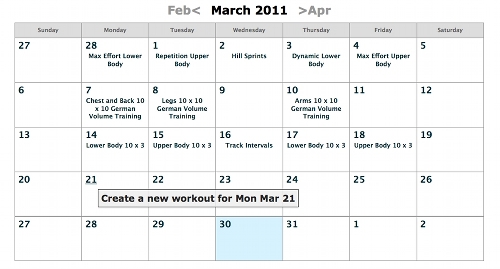 Feb< March 2011 >Apr
Sunday Monday Tuesday Wednesday Thursday Friday Saturday
27 28 1 2 3 4 5
Max Effort Lower Repetition Upper Hill Sprints Dynamic Lower Max Effort Upper
Body Body Body Body
6 7 8 9 10 11 12
Chest and Back 10 Legs 10 x 10 Arms 10 x 10
x 10 German German Volume German Volume
Volume Training Training Training
13 14 15 16 17 18 19
Lower Body 10 x 3 Upper Body 10 x 3 Track Intervals Lower Body 10 x 3 Upper Body 10 x 3
20 21 22 23 24 25 26
Create a new workout for Mon Mar 21
27 28 29 30 31 1 2